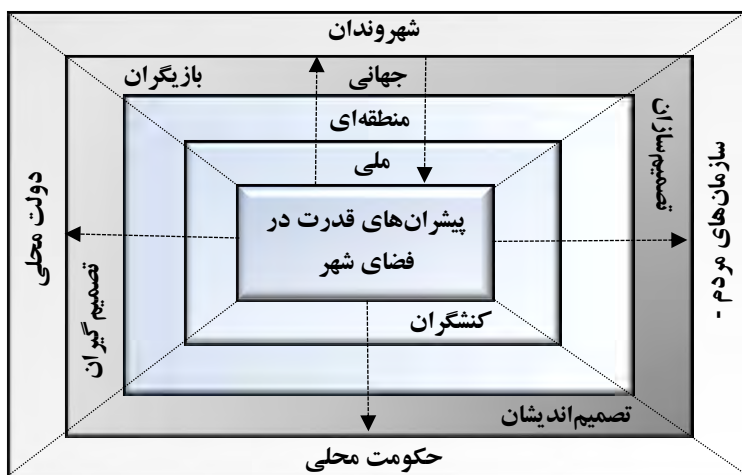 شهروندان
بازیگران
جهانی
منطقه‌ای
ملی
تصمیم‌سازان
سازمان‌های مردم -
دولت محلی
تصمیم گیران
پیشران‌های قدرت در
فضای شهر
کنشگران
تصمیم‌اندیشان
حکومت محلی